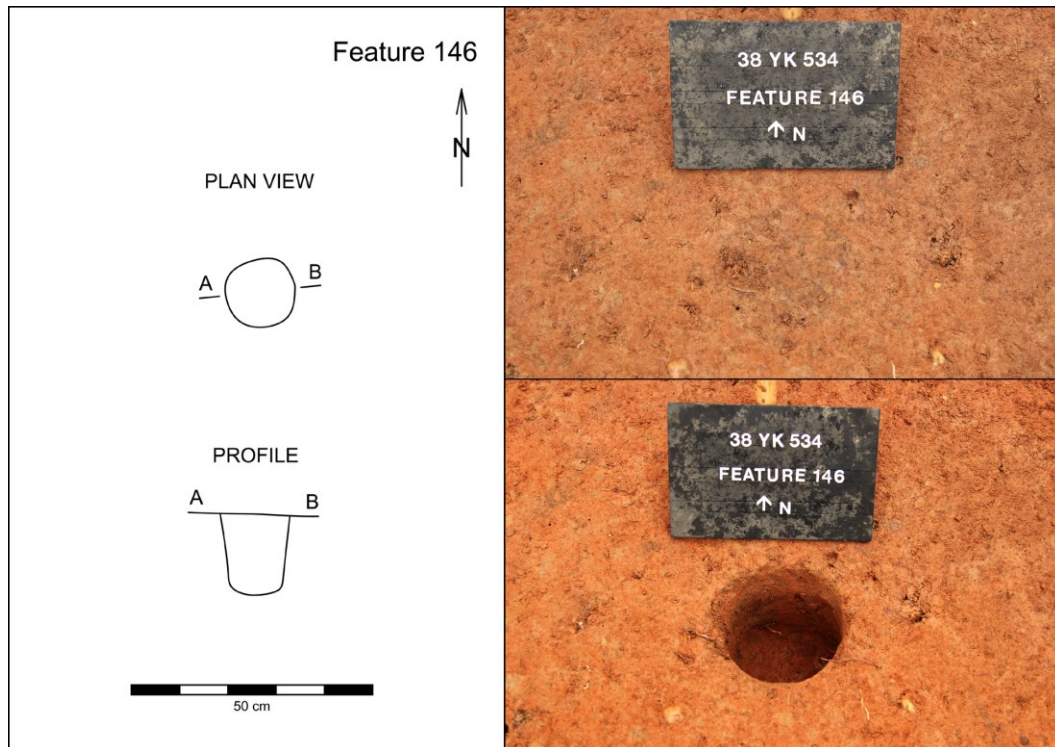 Feature 146
N
PLAN VIEW
A
B
PROFILE
A
B
50 cm
38 YK 534
FEATURE 146
↑ N
38 YK 534
FEATURE 146
↑ N